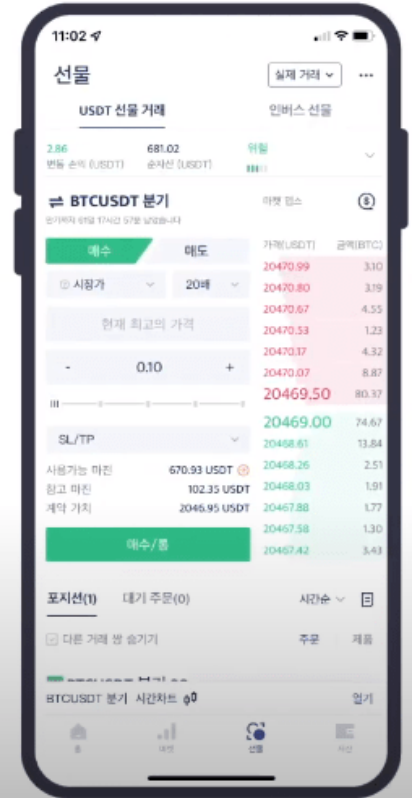 11:02
선물
실제 거래
USDT 선물 거래 인버스 선물
2.86 681.02 위험
변동 손익 (USDT) 순자산 (USDT)
BTCUSDT 분기 마켓 뎁스
매수 매도 가격(USDT) 금액(BTC)
시장가 20배
현재 최고의 가격
- 0.10 +
SL/TP
사용가능 마진 670.93 USDT
참고 마진 102.35 USDT
계약 가치 2046.95 USDT
매수/롱
20470.99 3.10
20470.80 3.19
20470.67 4.55
20470.53 1.23
20470.17 4.32
20470.07 8.87
20469.50 80.37
20469.00 74.67
20468.61 13.84
20468.26 2.51
20468.03 1.91
20467.88 1.77
20467.58 1.30
20467.42 3.43
포지션(1) 대기 주문(0) 시간순
다른 거래 쌍 숨기기 주문 제품
BTCUSDT 분기 시간차트 열기
홈 마켓 선물 자산